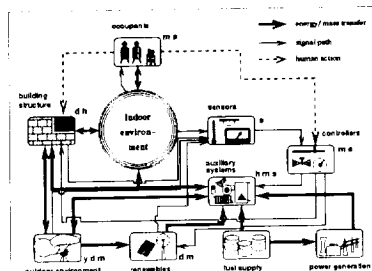 occupants
m s
energy / mass transfer
signal path
human action
building
structure
d h
Indoor
environ-
ment
sensors
s
controllers
m s
auxiliary
systems
h m s
y d m
renewables
d m
fuel supply
power generation